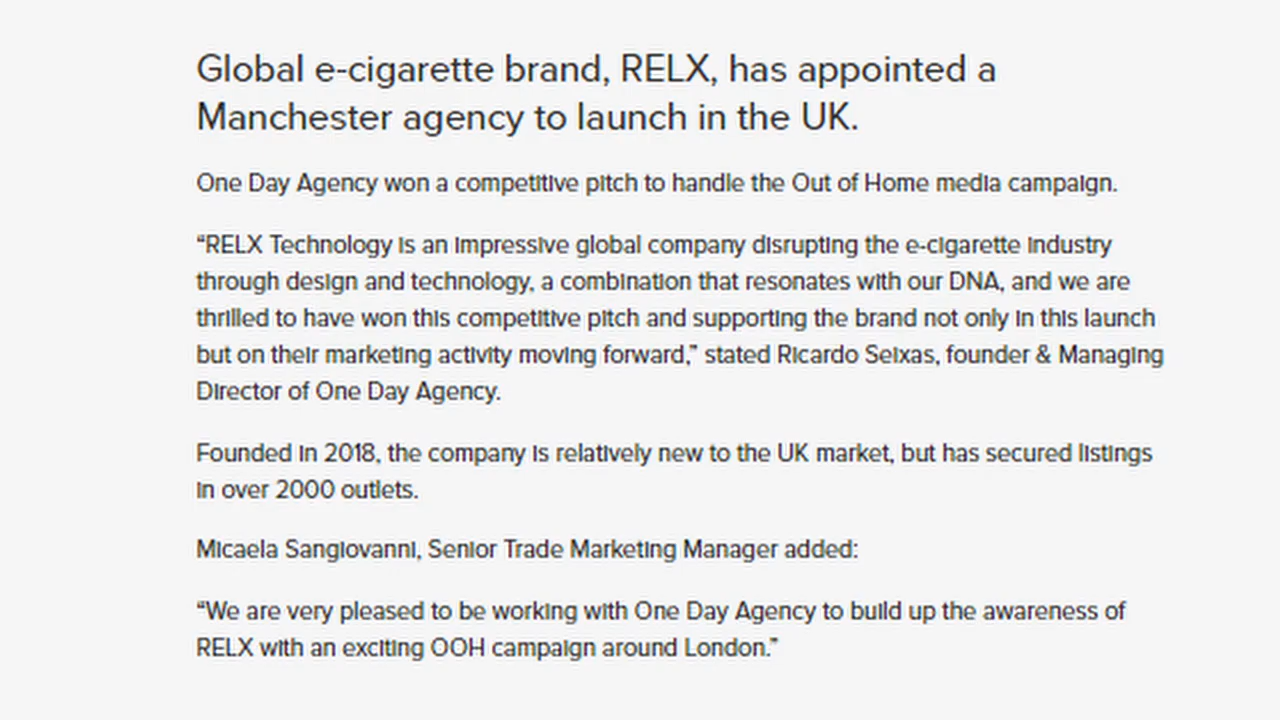 Global e-cigarette brand, RELX, has appointed a
Manchester agency to launch in the UK.
One Day Agency won a competitive pitch to handle the Out of Home media campaign.
“RELX Technology is an impressive global company disrupting the e-cigarette industry
through design and technology, a combination that resonates with our DNA, and we are
thrilled to have won this competitive pitch and supporting the brand not only in this launch
but on their marketing activity moving forward,” stated Ricardo Seixas, founder & Managing
Director of One Day Agency.
Founded in 2018, the company is relatively new to the UK market, but has secured listings
in over 2000 outlets.
Micaela Sangiovanni, Senior Trade Marketing Manager added:
“We are very pleased to be working with One Day Agency to build up the awareness of
RELX with an exciting OOH campaign around London.”